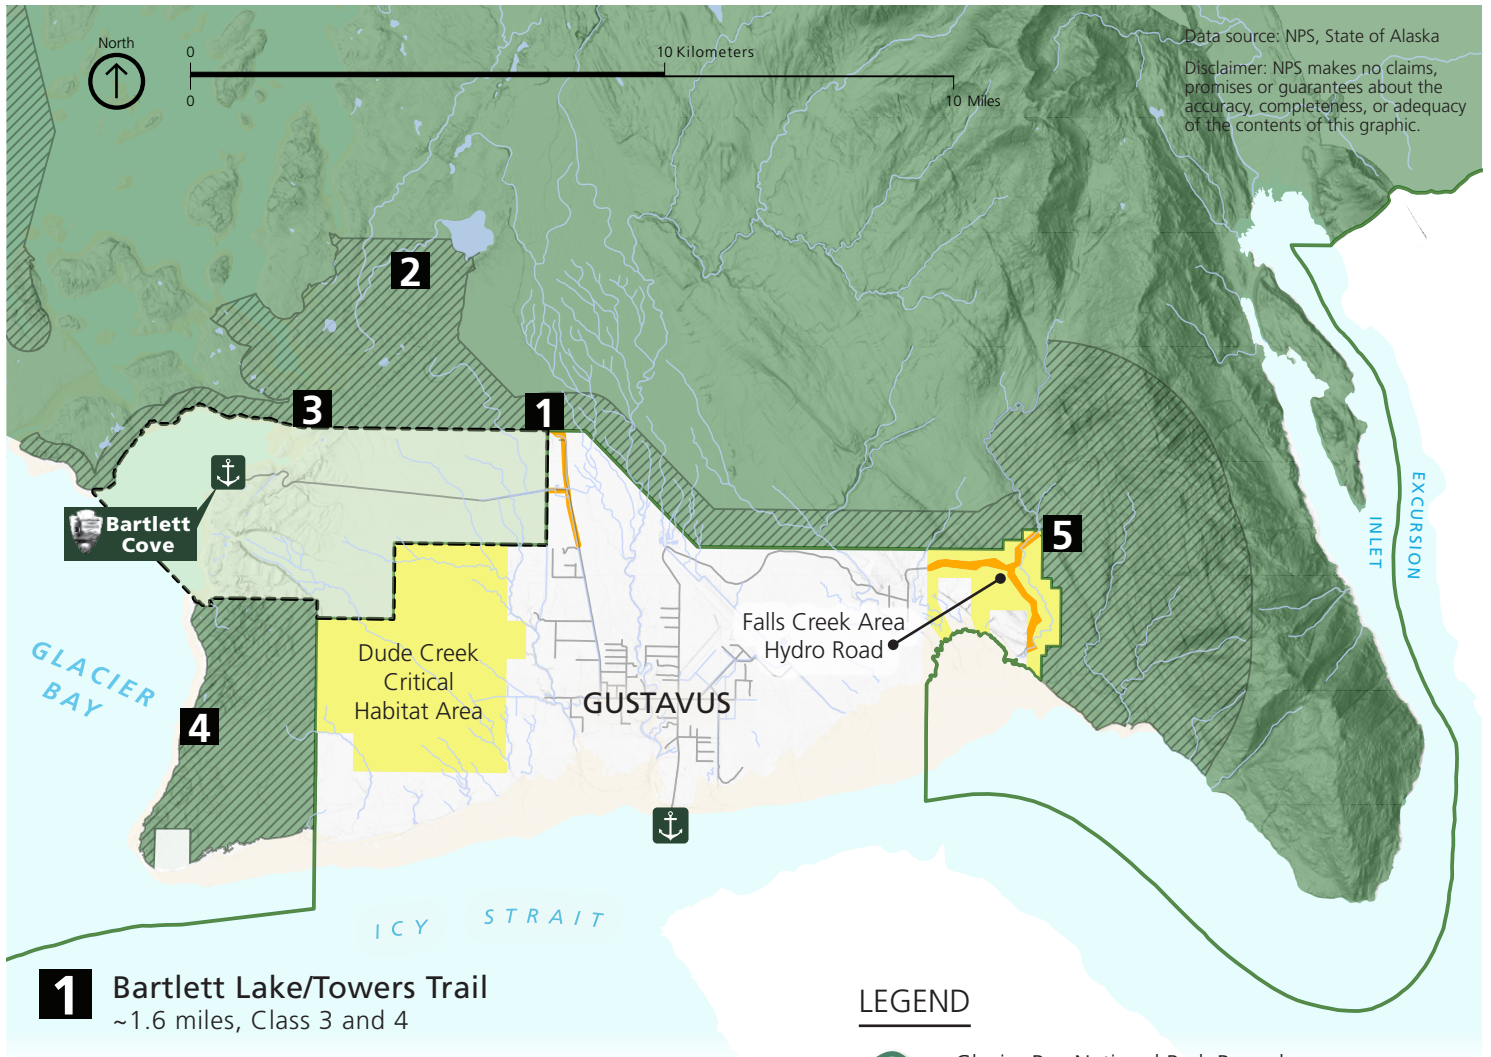 North
0
10 Kilometers
0
10 Miles
Data source: NPS, State of Alaska
Disclaimer: NPS makes no claims,
promises or guarantees about the
accuracy, completeness, or adequacy
of the contents of this graphic.
2
3
1
Bartlett
Cove
5
EXCURSION
INLET
Falls Creek Area
Hydro Road
Dude Creek
Critical
Habitat Area
GLACIER
BAY
4
GUSTAVUS
ICY STRAIT
1 Bartlett Lake/Towers Trail
~1.6 miles, Class 3 and 4
LEGEND